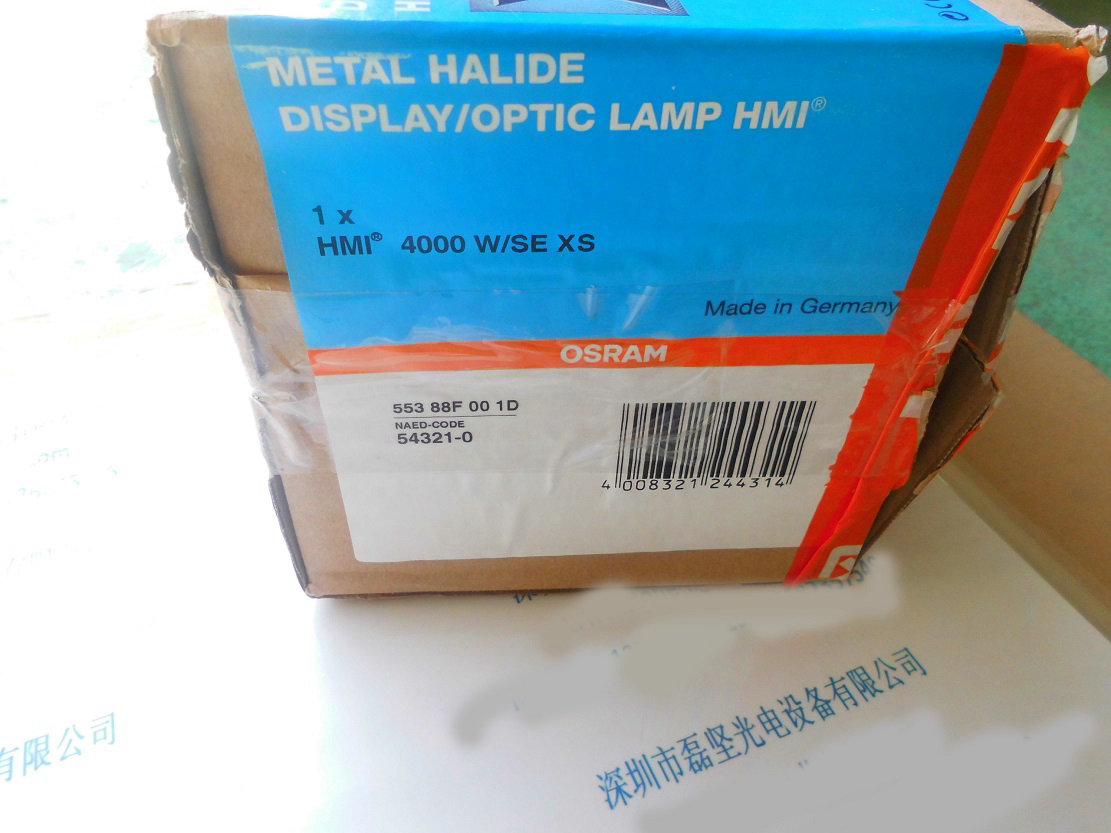 METAL HALIDE
DISPLAY/OPTIC LAMP HMI®
1 x
HMI® 4000 W/SE XS
Made in Germany
OSRAM
553 88F 00 1D
NAED-CODE
54321-0
4 008321 244314
深圳市磊坚光电设备有限公司
有限公司